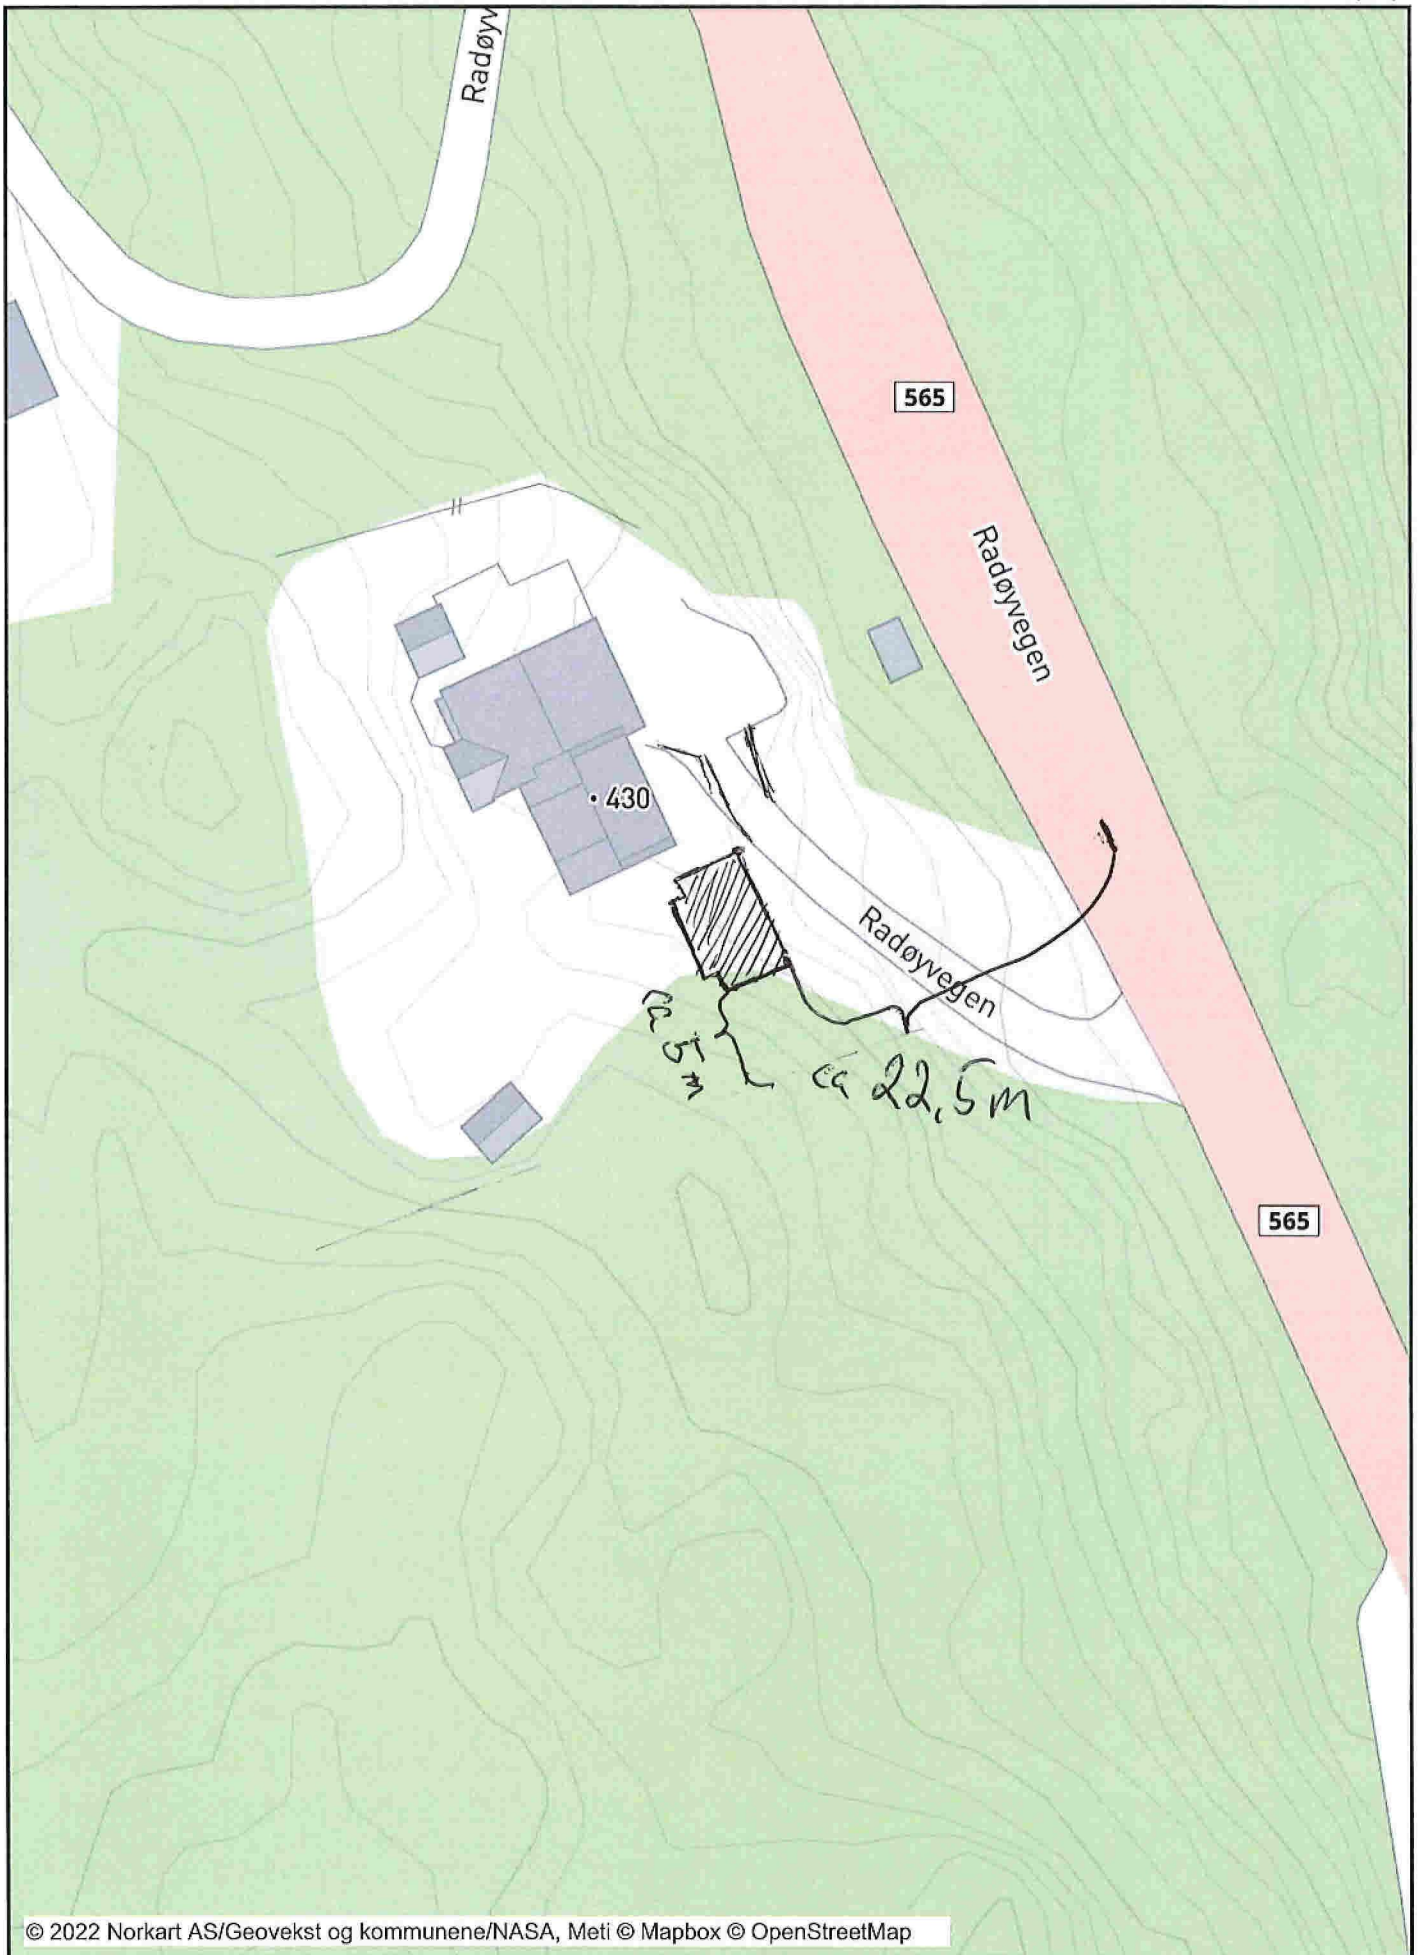 Radøyv
565
Radøyvegen
430
Radøyvegen
ca 5 m
ca 22,5 m
565
© 2022 Norkart AS/Geovekst og kommunene/NASA, Meti © Mapbox © OpenStreetMap